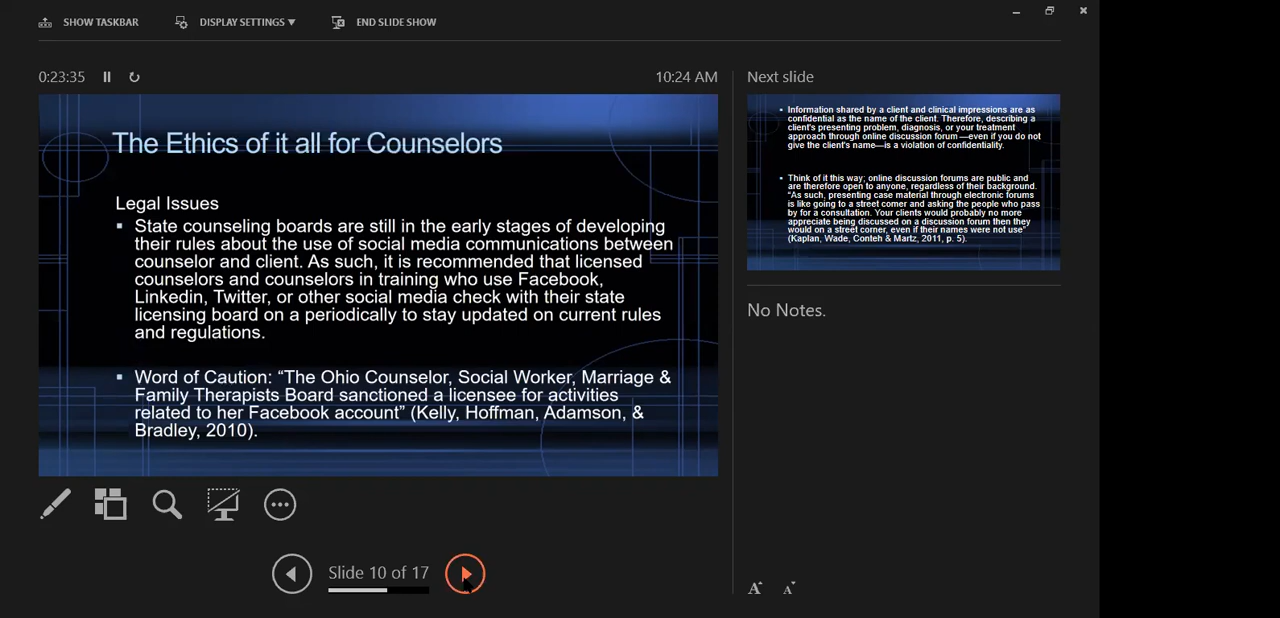 SHOW TASKBAR
DISPLAY SETTINGS ▼
END SLIDE SHOW
0:23:35
10:24 AM
The Ethics of it all for Counselors
Legal Issues
▪ State counseling boards are still in the early stages of developing
their rules about the use of social media communications between
counselor and client. As such, it is recommended that licensed
counselors and counselors in training who use Facebook,
Linkedin, Twitter, or other social media check with their state
licensing board on a periodically to stay updated on current rules
and regulations.
▪ Word of Caution: “The Ohio Counselor, Social Worker, Marriage &
Family Therapists Board sanctioned a licensee for activities
related to her Facebook account” (Kelly, Hoffman, Adamson, &
Bradley, 2010).
Slide 10 of 17
Next slide
▪ Information shared by a client and clinical impressions are as
confidential as the name of the client. Therefore, describing a
client's presenting problem, diagnosis, or your treatment
approach through online discussion forum—even if you do not
give the client's name—is a violation of confidentiality.
▪ Think of it this way; online discussion forums are public and
are therefore open to anyone, regardless of their background.
“As such, presenting case material through electronic forums
is like going to a street corner and asking the people who pass
by for a consultation. Your clients would probably no more
appreciate being discussed on a discussion forum then they
would on a street corner, even if their names were not use”
(Kaplan, Wade, Conteh & Martz, 2011, p. 5).
No Notes.
A A